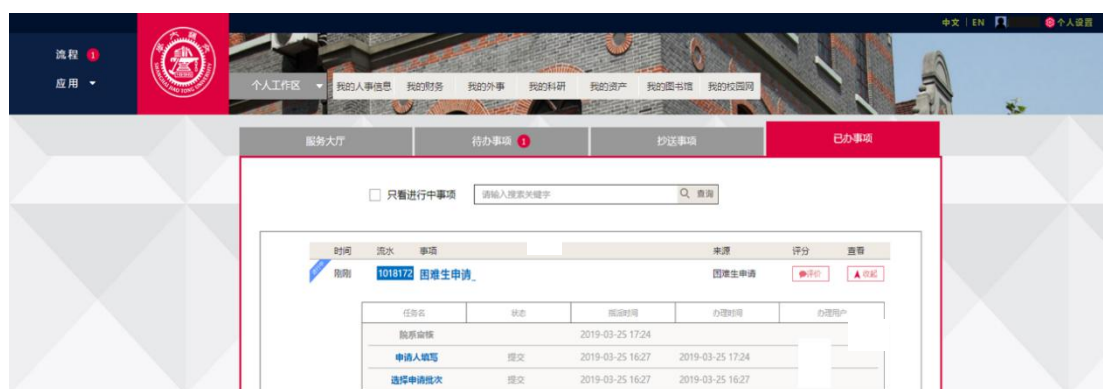 中文 | EN 个人设置
流程 1
应用
个人工作区 我的人事信息 我的财务 我的外事 我的科研 我的资产 我的图书馆 我的校园网
服务大厅 待办事项 1 抄送事项 已办事项
只看进行中事项 请输入搜索关键字 查询
时间 流水 事项 来源 评分 查看
刚刚 1018172 困难生申请_ 困难生申请 评价 收起
任务名 状态 办理时间 办理用户
院系审核 2019-03-25 17:24
申请人填写 提交 2019-03-25 16:27 2019-03-25 17:24
选择申请批次 提交 2019-03-25 16:27 2019-03-25 16:27